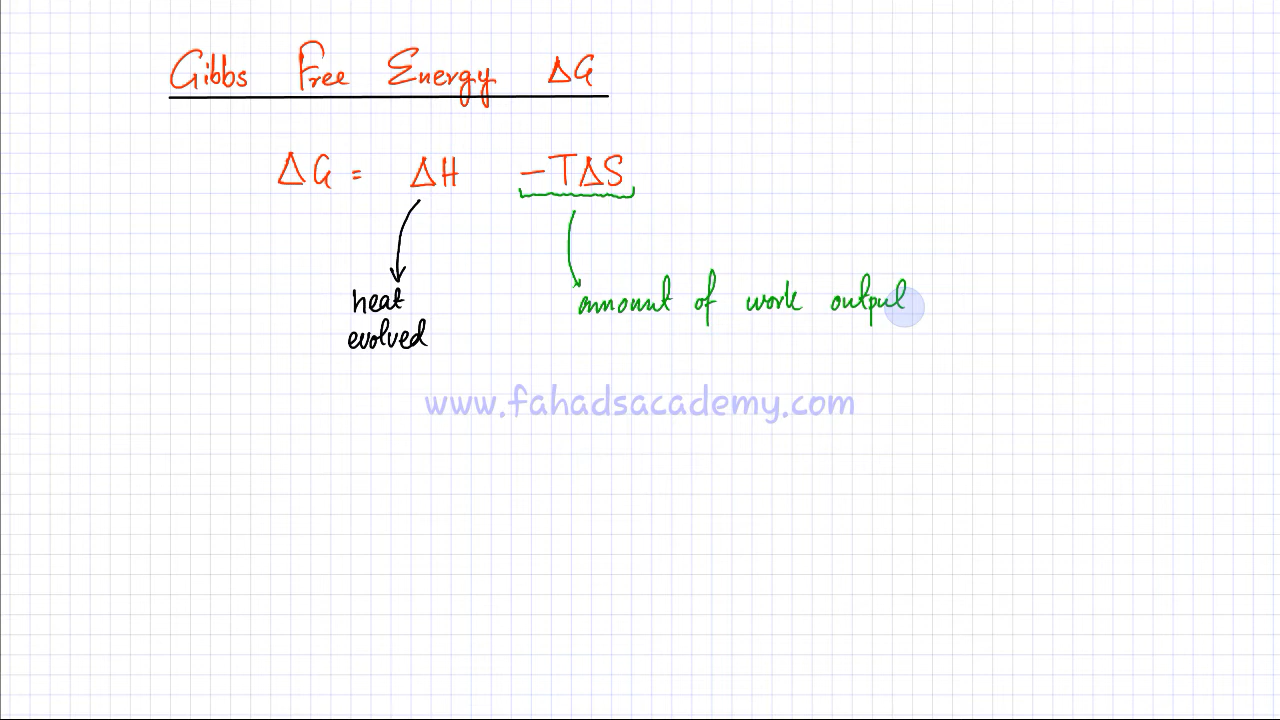 Gibbs Free Energy ΔG
ΔG = ΔH -TΔS
heat
evolved
amount of work output
www.fahadsacademy.com